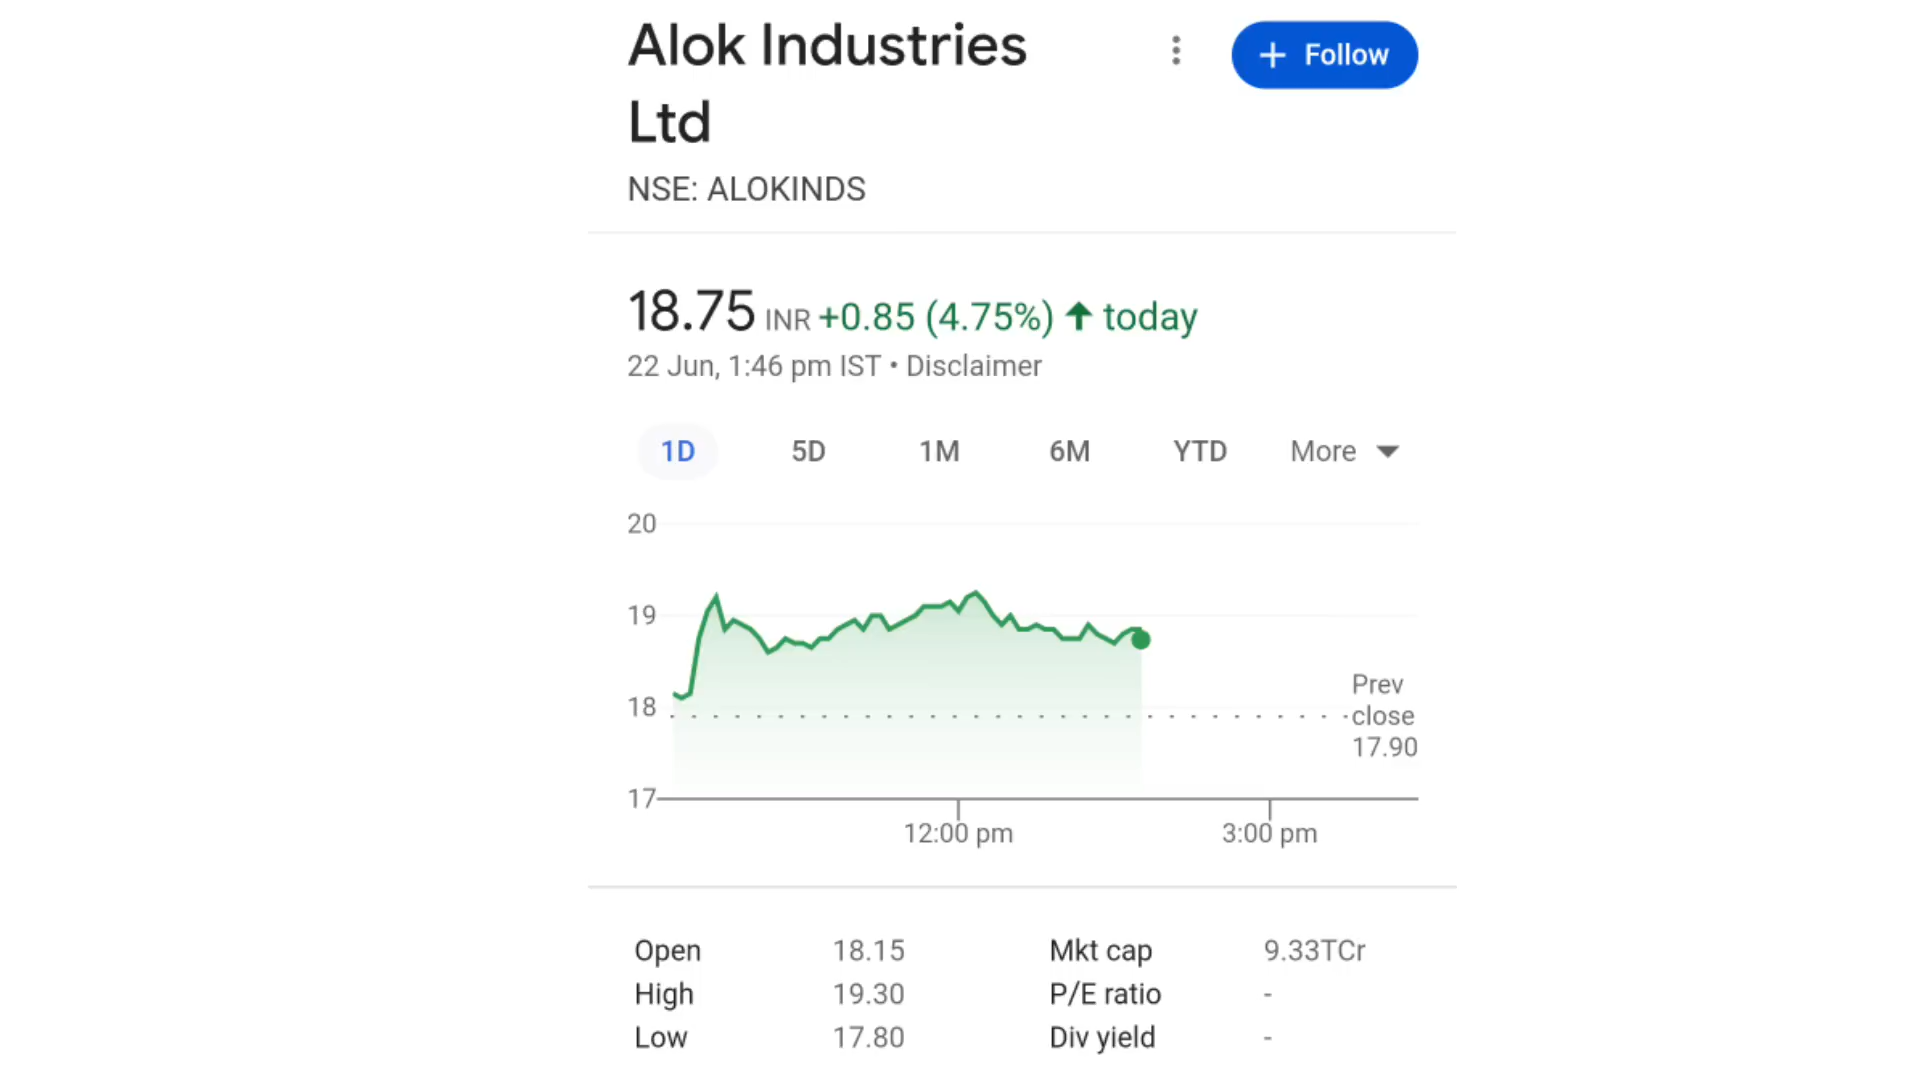 Alok Industries
Ltd
+ Follow
NSE: ALOKINDS
18.75 INR +0.85 (4.75%) ↑ today
22 Jun, 1:46 pm IST • Disclaimer
1D 5D 1M 6M YTD More
20
19
18
17
Prev
close
17.90
12:00 pm 3:00 pm
Open 18.15 Mkt cap 9.33TCr
High 19.30 P/E ratio -
Low 17.80 Div yield -